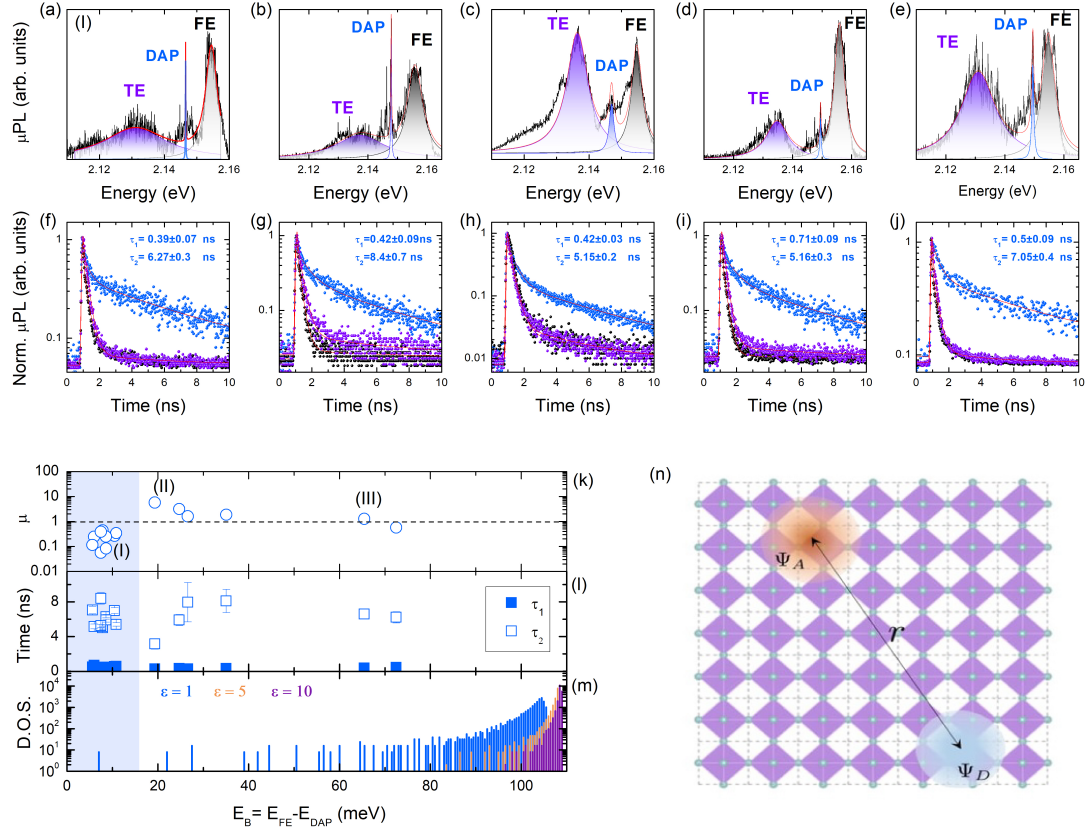 (a) (I) FE
DAP
TE
μPL (arb. units)
2.12 2.14 2.16
Energy (eV)
(b)
FE
DAP
TE
2.12 2.14 2.16
Energy (eV)
(c)
TE
FE
DAP
2.12 2.14 2.16
Energy (eV)
(d)
FE
DAP
TE
2.12 2.14 2.16
Energy (eV)
(e)
FE
DAP
TE
2.12 2.14 2.16
Energy (eV)
(f)
τ1= 0.39±0.07 ns
τ2= 6.27±0.3 ns
Norm. μPL (arb. units)
1
0.1
0 2 4 6 8 10
Time (ns)
(g)
τ1=0.42±0.09ns
τ2=8.4±0.7 ns
1
0.1
0 2 4 6 8 10
Time (ns)
(h)
τ1= 0.42±0.03 ns
τ2= 5.15±0.2 ns
1
0.1
0.01
0 2 4 6 8 10
Time (ns)
(i)
τ1=0.71±0.09 ns
τ2= 5.16±0.3 ns
1
0.1
0 2 4 6 8 10
Time (ns)
(j)
τ1= 0.5±0.09 ns
τ2= 7.05±0.4 ns
1
0.1
0 2 4 6 8 10
Time (ns)
(k)
100
10
1
0.1
0.01
μ
(I)
(II)
(III)
(l)
8
4
0
Time (ns)
τ1
τ2
(m)
10⁴
10³
10²
10¹
10⁰
D.O.S.
ε = 1 ε = 5 ε = 10
0 20 40 60 80 100
E_B= E_FE-E_DAP (meV)
(n)
Ψ_A
r
Ψ_D